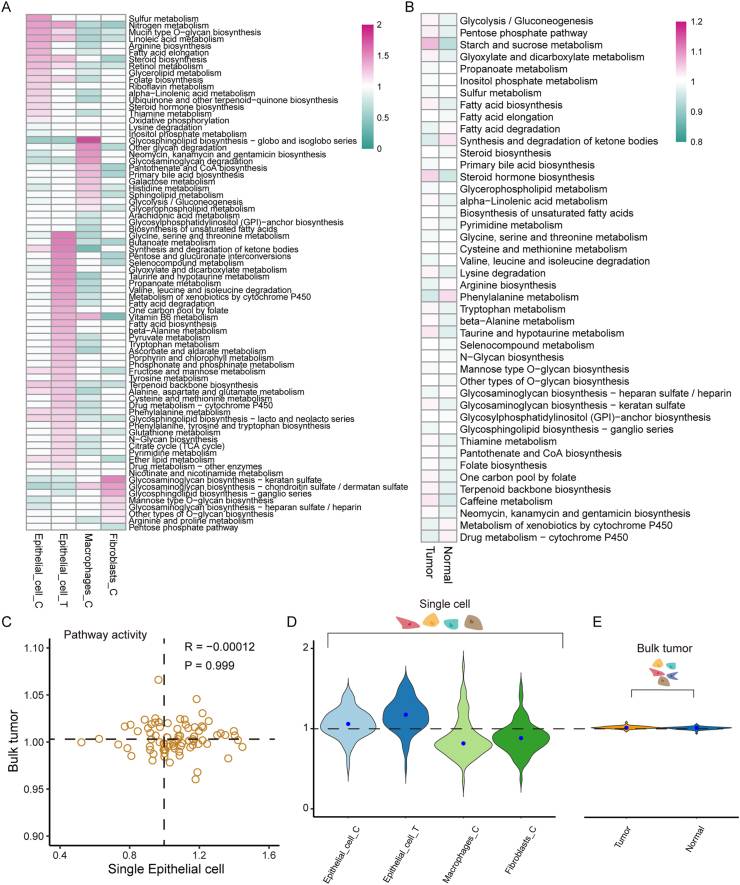 A
Sulfur metabolism
Nitrogen metabolism
Mucin type O−glycan biosynthesis
Linoleic acid metabolism
Arginine biosynthesis
Fatty acid elongation
Steroid biosynthesis
Retinol metabolism
Glycerolipid metabolism
Folate biosynthesis
Riboflavin metabolism
alpha−Linolenic acid metabolism
Ubiquinone and other terpenoid−quinone biosynthesis
Steroid hormone biosynthesis
Thiamine metabolism
Oxidative phosphorylation
Lysine degradation
Inositol phosphate metabolism
Glycosphingolipid biosynthesis − globo and isoglobo series
Other glycan degradation
Neomycin, kanamycin and gentamicin biosynthesis
Glycosaminoglycan degradation
Pantothenate and CoA biosynthesis
Primary bile acid biosynthesis
Galactose metabolism
Histidine metabolism
Sphingolipid metabolism
Glycolysis / Gluconeogenesis
Glycerophospholipid metabolism
Arachidonic acid metabolism
Glycosylphosphatidylinositol (GPI)−anchor biosynthesis
Biosynthesis of unsaturated fatty acids
Glycine, serine and threonine metabolism
Butanoate metabolism
Synthesis and degradation of ketone bodies
Pentose and glucuronate interconversions
Selenocompound metabolism
Glyoxylate and dicarboxylate metabolism
Taurine and hypotaurine metabolism
Propanoate metabolism
Valine, leucine and isoleucine degradation
Metabolism of xenobiotics by cytochrome P450
Fatty acid degradation
One carbon pool by folate
Vitamin B6 metabolism
Fatty acid biosynthesis
beta−Alanine metabolism
Pyruvate metabolism
Tryptophan metabolism
Ascorbate and aldarate metabolism
Porphyrin and chlorophyll metabolism
Phosphonate and phosphinate metabolism
Fructose and mannose metabolism
Tyrosine metabolism
Terpenoid backbone biosynthesis
Alanine, aspartate and glutamate metabolism
Cysteine and methionine metabolism
Drug metabolism − cytochrome P450
Phenylalanine metabolism
Glycosphingolipid biosynthesis − lacto and neolacto series
Phenylalanine, tyrosine and tryptophan biosynthesis
Glutathione metabolism
N−Glycan biosynthesis
Citrate cycle (TCA cycle)
Pyrimidine metabolism
Ether lipid metabolism
Drug metabolism − other enzymes
Nicotinate and nicotinamide metabolism
Glycosaminoglycan biosynthesis − keratan sulfate
Glycosaminoglycan biosynthesis − chondroitin sulfate / dermatan sulfate
Glycosphingolipid biosynthesis − ganglio series
Mannose type O−glycan biosynthesis
Glycosaminoglycan biosynthesis − heparan sulfate / heparin
Other types of O−glycan biosynthesis
Arginine and proline metabolism
Pentose phosphate pathway
Epithelial_cell_C
Epithelial_cell_T
Macrophages_C
Fibroblasts_C
2
1.5
1
0.5
0
B
Glycolysis / Gluconeogenesis
Pentose phosphate pathway
Starch and sucrose metabolism
Glyoxylate and dicarboxylate metabolism
Propanoate metabolism
Inositol phosphate metabolism
Sulfur metabolism
Fatty acid biosynthesis
Fatty acid elongation
Fatty acid degradation
Synthesis and degradation of ketone bodies
Steroid biosynthesis
Primary bile acid biosynthesis
Steroid hormone biosynthesis
Glycerophospholipid metabolism
alpha−Linolenic acid metabolism
Biosynthesis of unsaturated fatty acids
Pyrimidine metabolism
Glycine, serine and threonine metabolism
Cysteine and methionine metabolism
Valine, leucine and isoleucine degradation
Lysine degradation
Arginine biosynthesis
Phenylalanine metabolism
Tryptophan metabolism
beta−Alanine metabolism
Taurine and hypotaurine metabolism
Selenocompound metabolism
N−Glycan biosynthesis
Mannose type O−glycan biosynthesis
Other types of O−glycan biosynthesis
Glycosaminoglycan biosynthesis − heparan sulfate / heparin
Glycosaminoglycan biosynthesis − keratan sulfate
Glycosylphosphatidylinositol (GPI)−anchor biosynthesis
Glycosphingolipid biosynthesis − ganglio series
Thiamine metabolism
Pantothenate and CoA biosynthesis
Folate biosynthesis
One carbon pool by folate
Terpenoid backbone biosynthesis
Caffeine metabolism
Neomycin, kanamycin and gentamicin biosynthesis
Metabolism of xenobiotics by cytochrome P450
Drug metabolism − cytochrome P450
Tumor
Normal
1.2
1.1
1
0.9
0.8
C
Pathway activity
R = −0.00012
P = 0.999
Bulk tumor
1.10
1.05
1.00
0.95
0.90
0.4
0.8
1.2
1.6
Single Epithelial cell
D
Single cell
2
1
0
Epithelial_cell_C
Epithelial_cell_T
Macrophages_C
Fibroblasts_C
E
Bulk tumor
Tumor
Normal